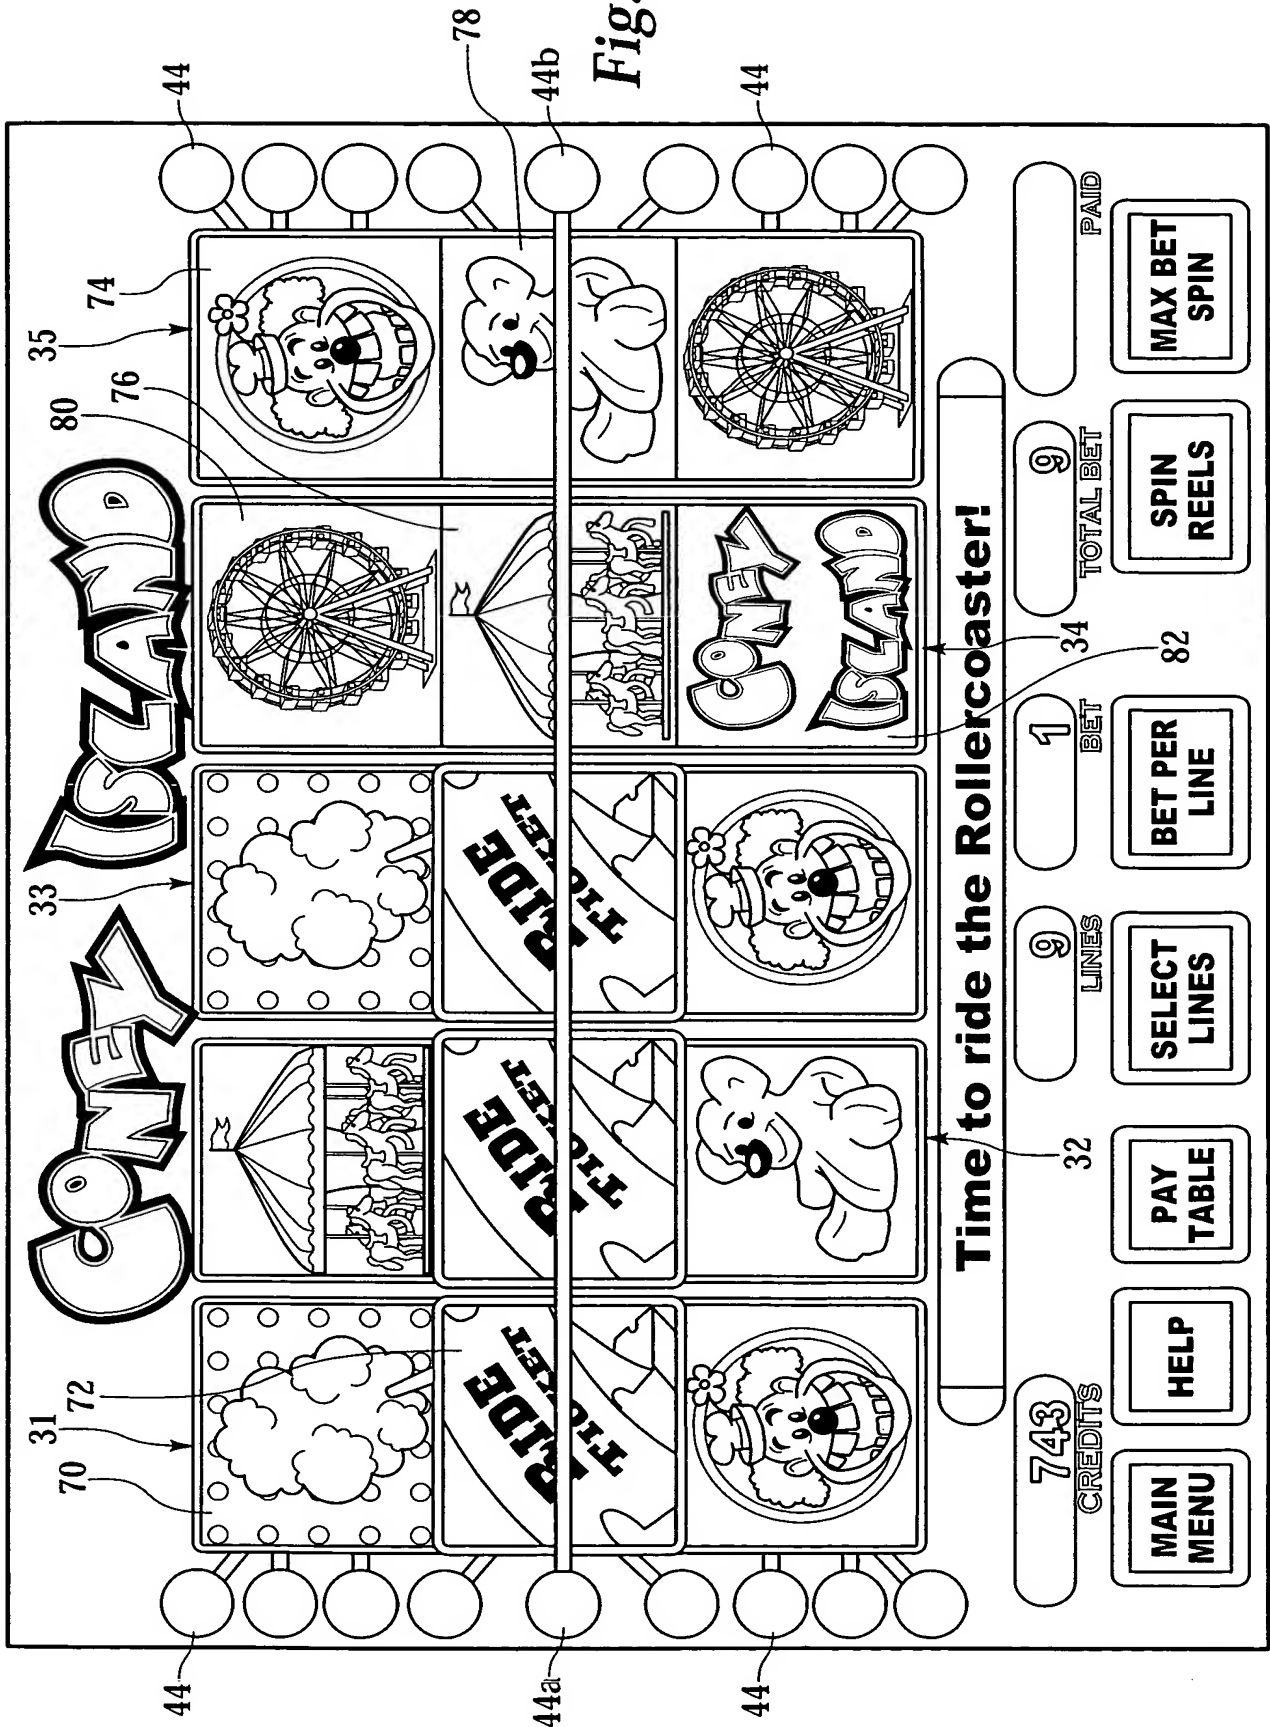 CONEY ISLAND
31
33
35
70
72
80
76
74
78
44
44
44a
44b
44
44
Fig.
RIDE
TICKET
RIDE
TICKET
RIDE
TICKET
CONEY
ISLAND
32
34
82
Time to ride the Rollercoaster!
743
CREDITS
9
LINES
1
BET
9
TOTAL BET
PAID
MAIN
MENU
HELP
PAY
TABLE
SELECT
LINES
BET PER
LINE
SPIN
REELS
MAX BET
SPIN